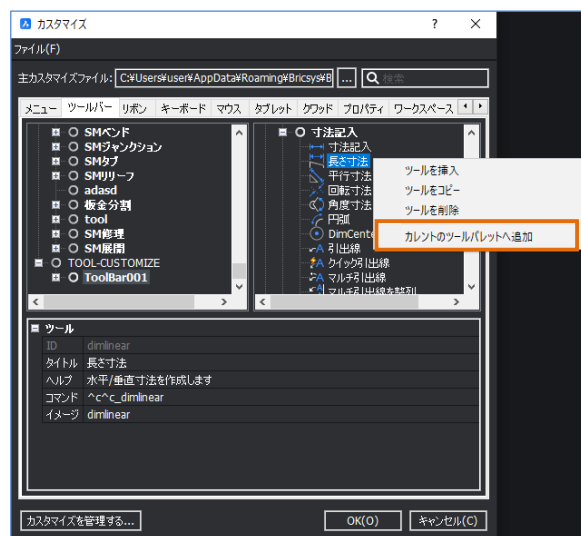 カスタマイズ
?
×
ファイル(F)
主カスタマイズファイル:
C:¥Users¥user¥AppData¥Roaming¥Bricsys¥B
...
検索
メニュー ツールバー リボン キーボード マウス タブレット クワッド プロパティ ワークスペース
SMベンド
SMジャンクション
SMタブ
SMリリーフ
adasd
板金分割
tool
SM修理
SM展開
TOOL-CUSTOMIZE
ToolBar001
寸法記入
寸法記入
長さ寸法
平行寸法
回転寸法
角度寸法
円弧
DimCente
引出線
クイック引出線
マルチ引出線
マルチ引出線を整列
ツールを挿入
ツールをコピー
ツールを削除
カレントのツールパレットへ追加
ツール
ID dimlinear
タイトル 長さ寸法
ヘルプ 水平/垂直寸法を作成します
コマンド ^c^c_dimlinear
イメージ dimlinear
カスタマイズを管理する...
OK(O)
キャンセル(C)